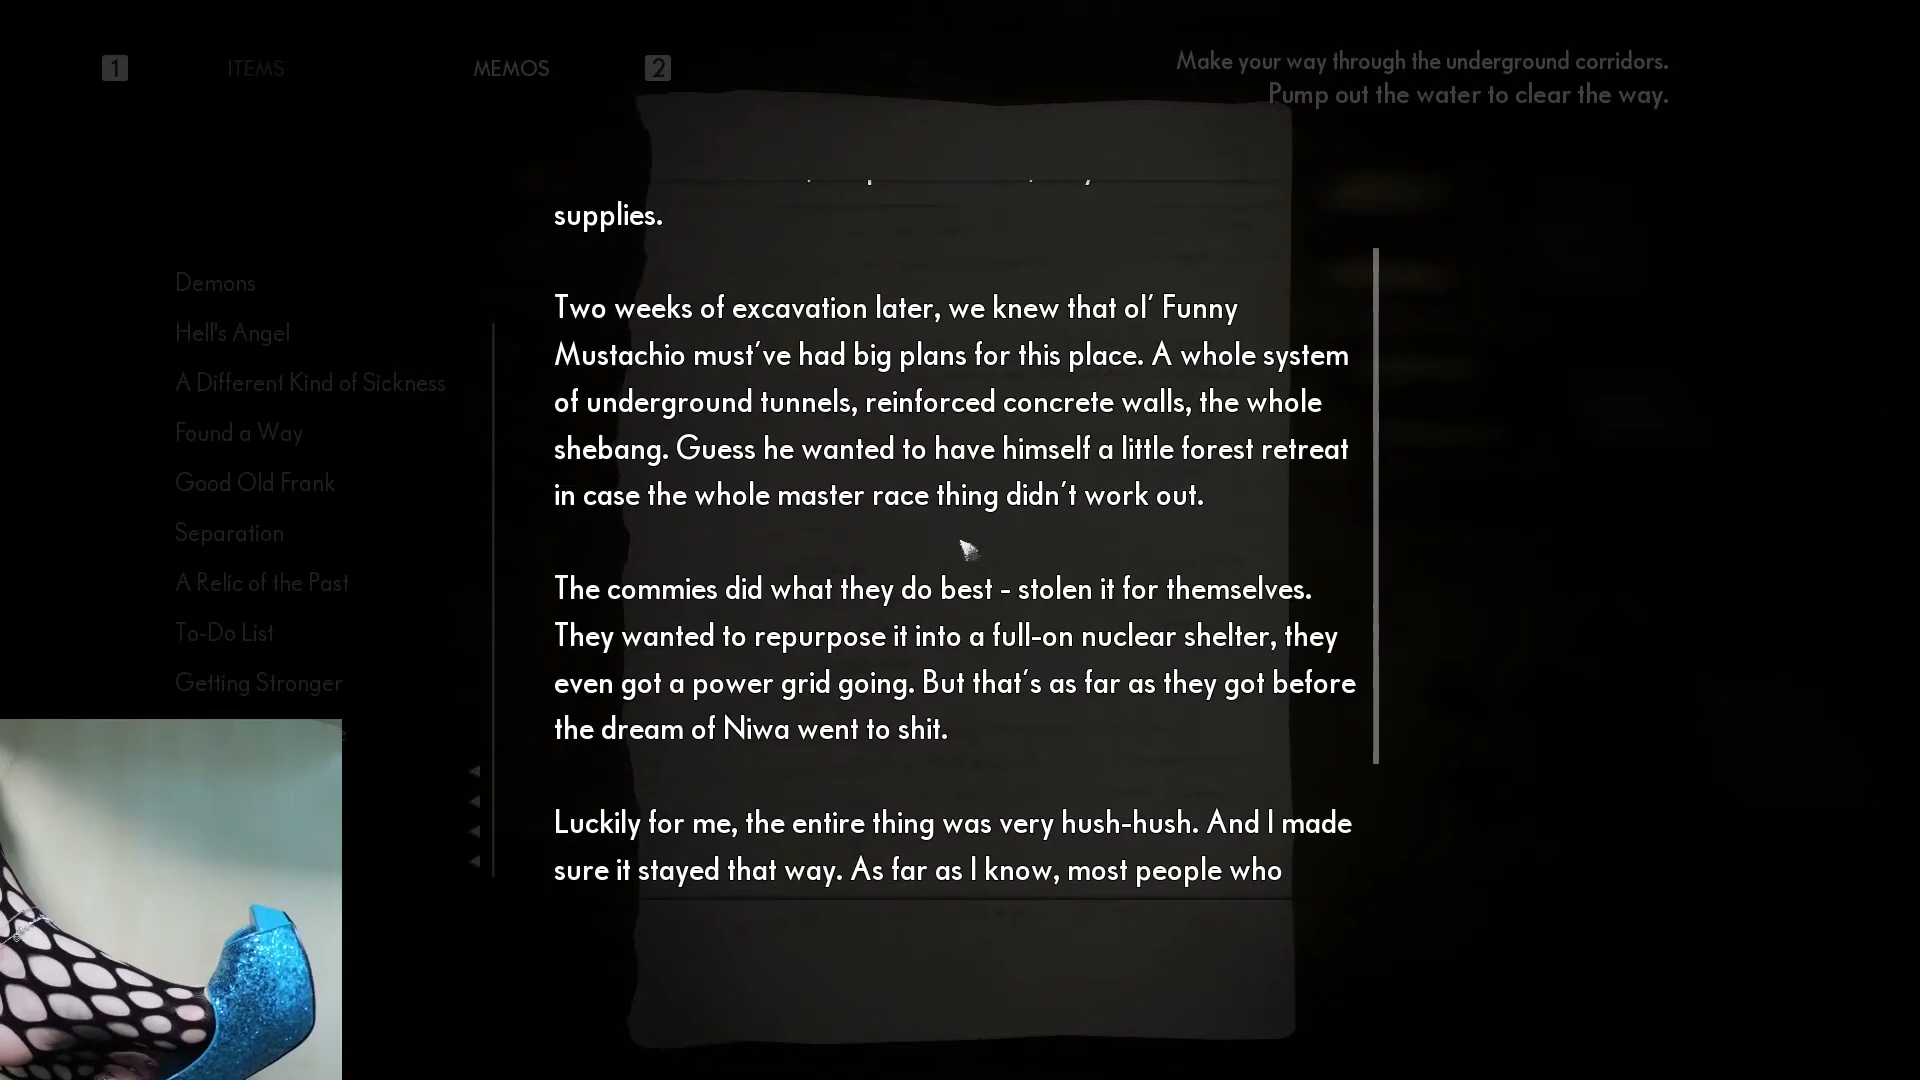 1 ITEMS MEMOS 2
Make your way through the underground corridors.
Pump out the water to clear the way.
Demons
Hell's Angel
A Different Kind of Sickness
Found a Way
Good Old Frank
Separation
A Relic of the Past
To-Do List
Getting Stronger
supplies.
Two weeks of excavation later, we knew that ol' Funny
Mustachio must've had big plans for this place. A whole system
of underground tunnels, reinforced concrete walls, the whole
shebang. Guess he wanted to have himself a little forest retreat
in case the whole master race thing didn't work out.
The commies did what they do best - stolen it for themselves.
They wanted to repurpose it into a full-on nuclear shelter, they
even got a power grid going. But that's as far as they got before
the dream of Niwa went to shit.
Luckily for me, the entire thing was very hush-hush. And I made
sure it stayed that way. As far as I know, most people who